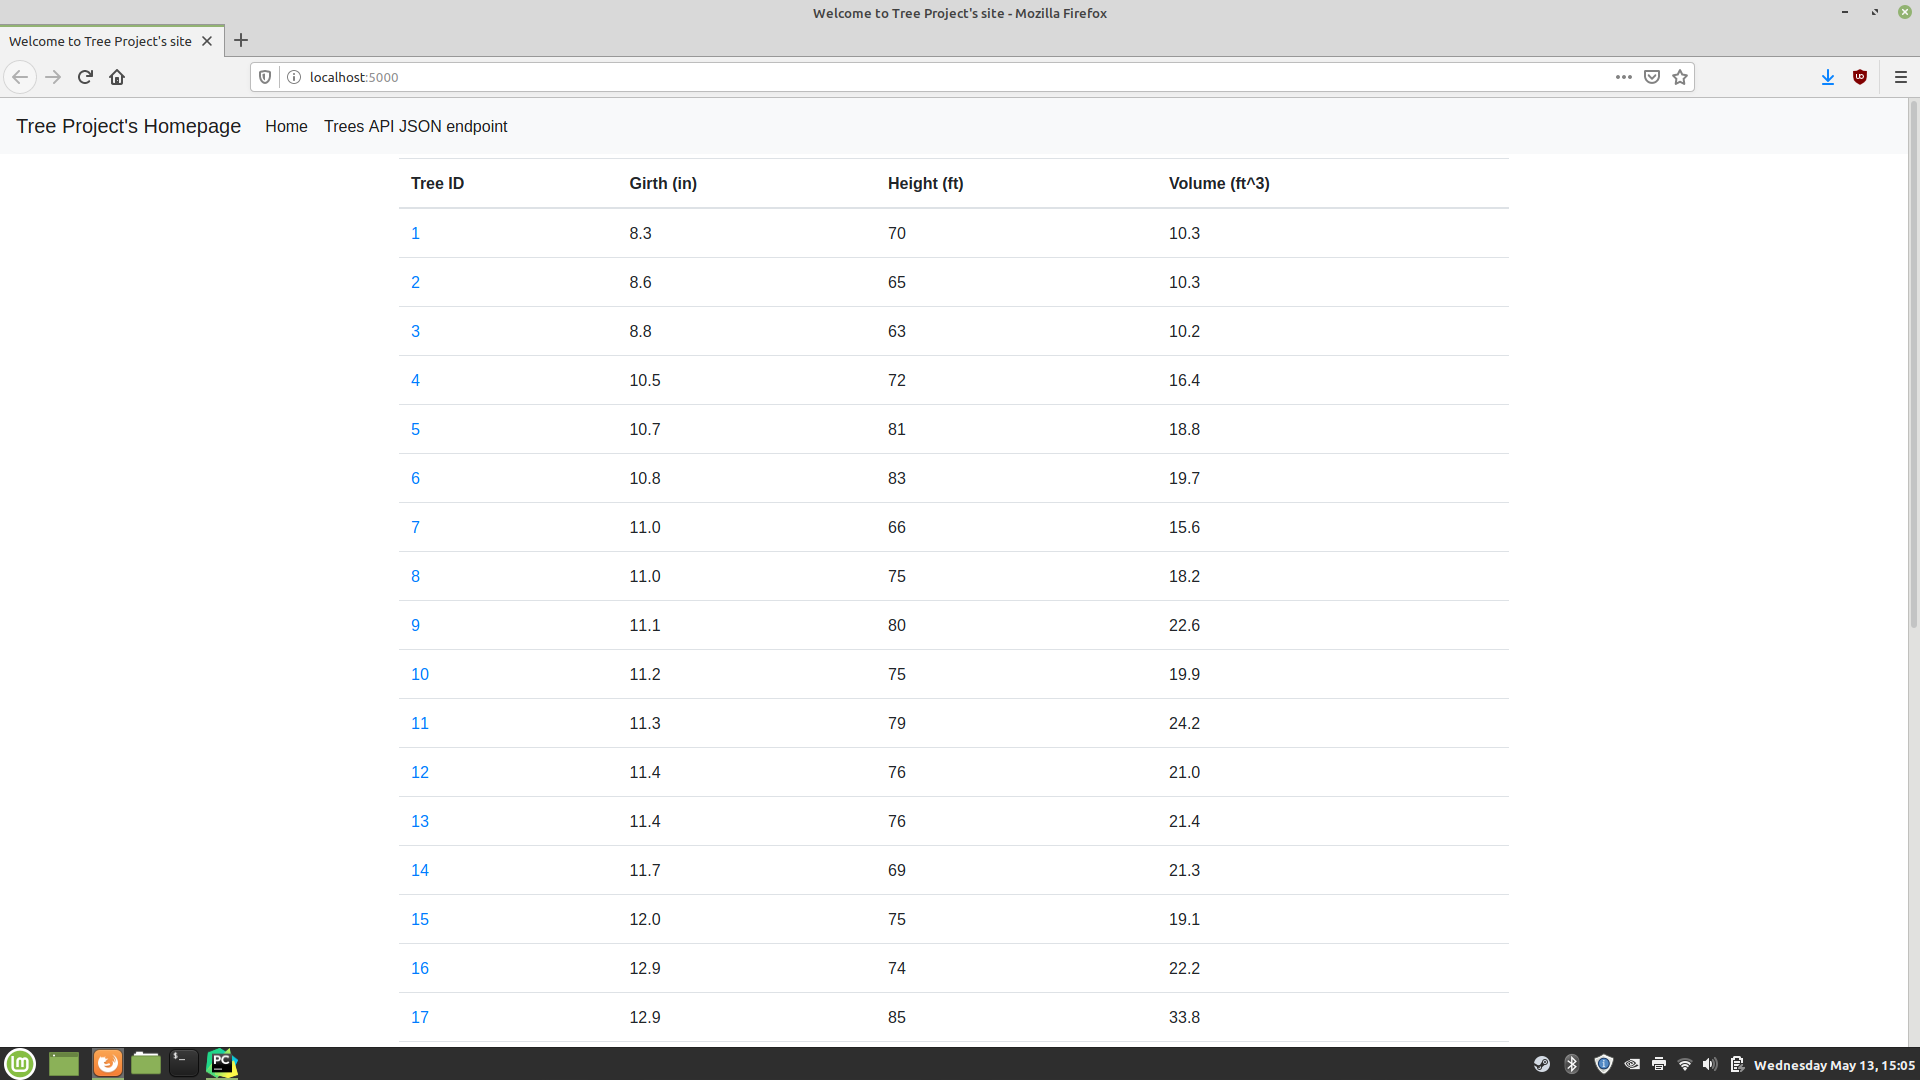 Welcome to Tree Project's site - Mozilla Firefox
Welcome to Tree Project's site
localhost:5000
Tree Project's Homepage Home Trees API JSON endpoint
Tree ID Girth (in) Height (ft) Volume (ft^3)
1 8.3 70 10.3
2 8.6 65 10.3
3 8.8 63 10.2
4 10.5 72 16.4
5 10.7 81 18.8
6 10.8 83 19.7
7 11.0 66 15.6
8 11.0 75 18.2
9 11.1 80 22.6
10 11.2 75 19.9
11 11.3 79 24.2
12 11.4 76 21.0
13 11.4 76 21.4
14 11.7 69 21.3
15 12.0 75 19.1
16 12.9 74 22.2
17 12.9 85 33.8
PC Wednesday May 13, 15:05